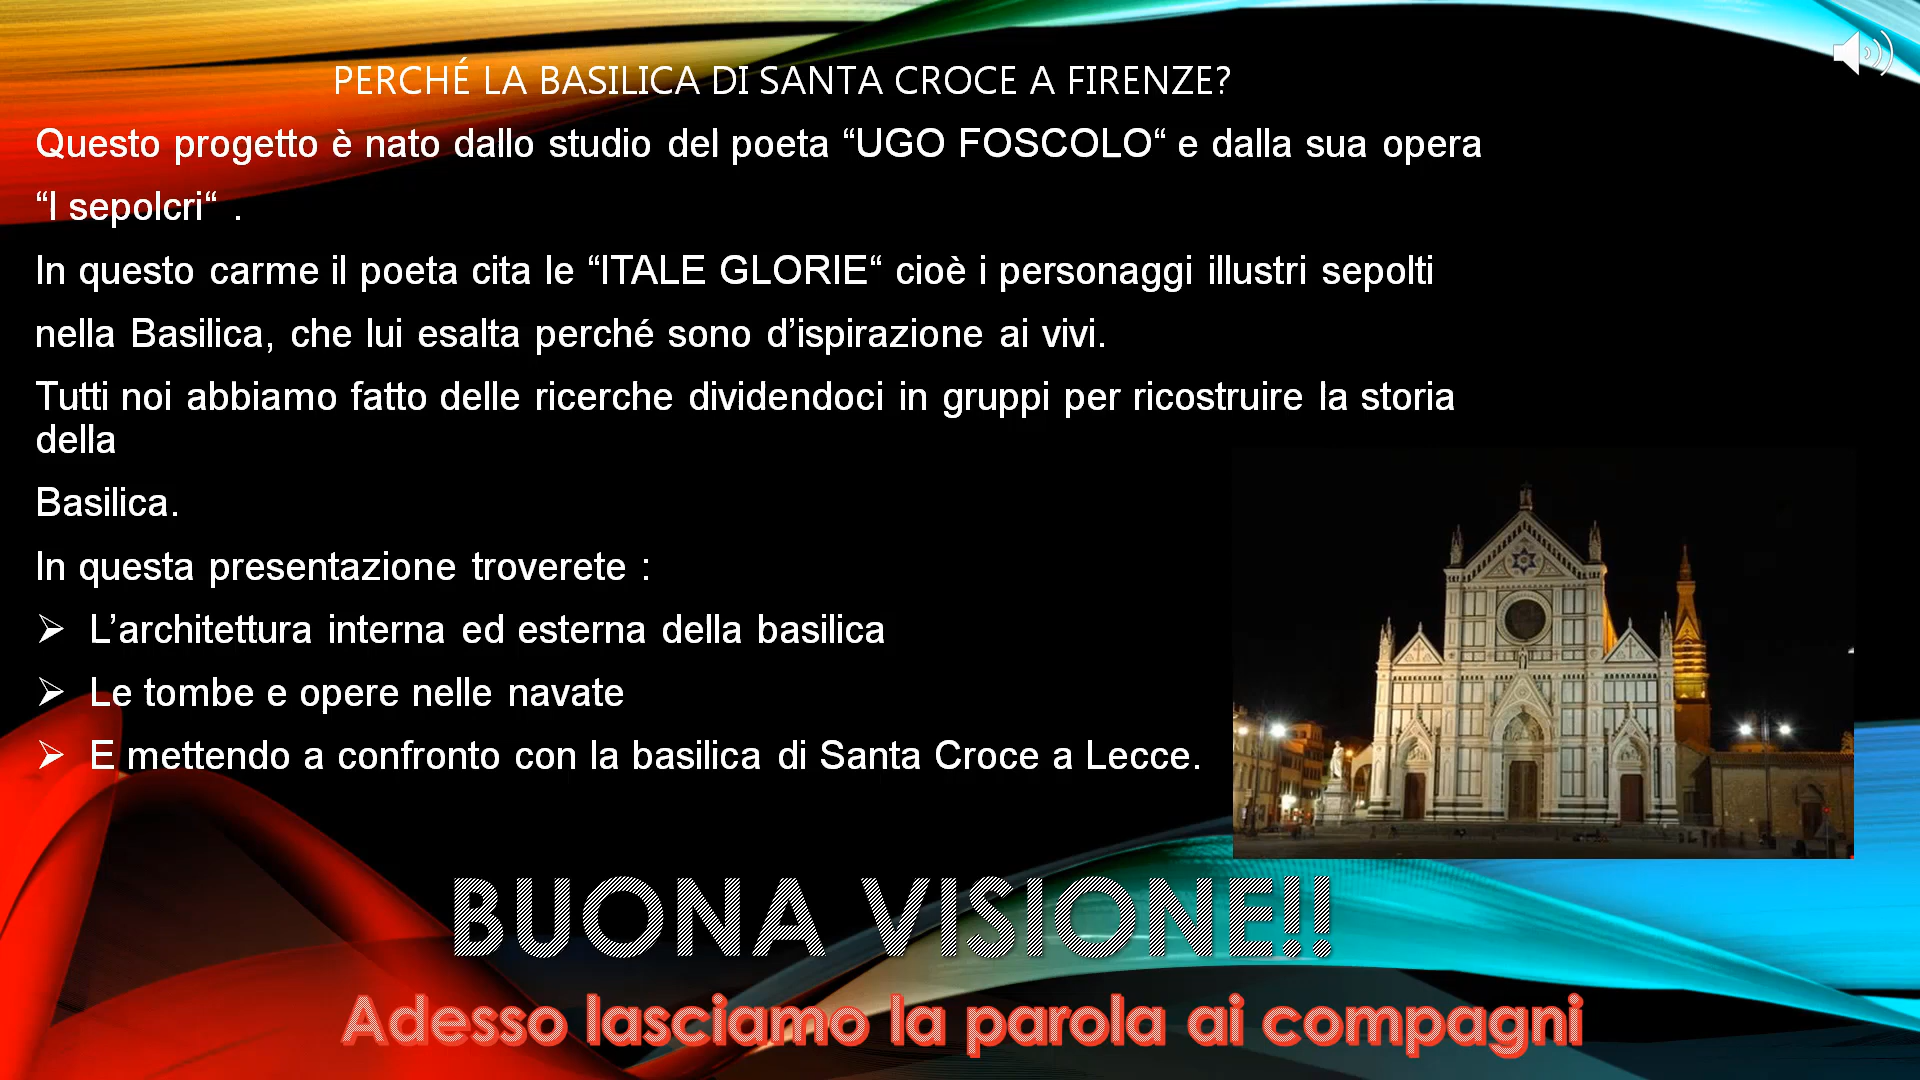 PERCHÉ LA BASILICA DI SANTA CROCE A FIRENZE?
Questo progetto è nato dallo studio del poeta “UGO FOSCOLO“ e dalla sua opera
“I sepolcri“ .
In questo carme il poeta cita le “ITALE GLORIE“ cioè i personaggi illustri sepolti
nella Basilica, che lui esalta perché sono d’ispirazione ai vivi.
Tutti noi abbiamo fatto delle ricerche dividendoci in gruppi per ricostruire la storia
della
Basilica.
In questa presentazione troverete :
➢ L’architettura interna ed esterna della basilica
➢ Le tombe e opere nelle navate
➢ E mettendo a confronto con la basilica di Santa Croce a Lecce.
BUONA VISIONE!!
Adesso lasciamo la parola ai compagni